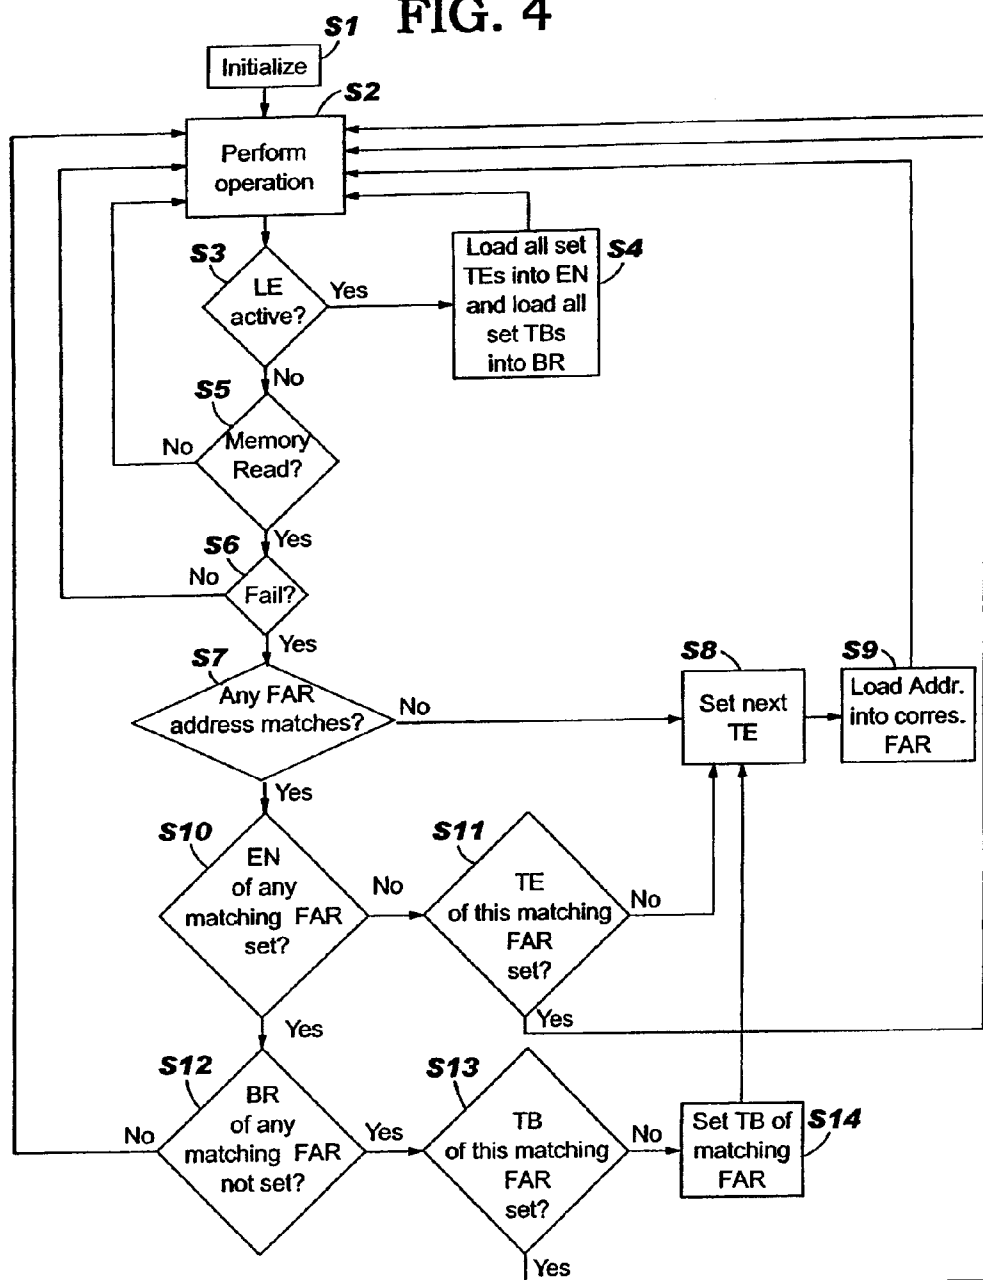 FIG. 4
S1
Initialize
S2
Perform
operation
S3
LE
active?
Yes
No
S4
Load all set
TEs into EN
and load all
set TBs
into BR
S5
Memory
Read?
No
Yes
S6
Fail?
No
Yes
S7
Any FAR
address matches?
No
Yes
S8
Set next
TE
S9
Load Addr.
into corres.
FAR
S10
EN
of any
matching FAR
set?
No
Yes
S11
TE
of this matching
FAR
set?
No
Yes
S12
BR
of any
matching FAR
not set?
No
Yes
S13
TB
of this matching
FAR
set?
No
Yes
S14
Set TB of
matching
FAR